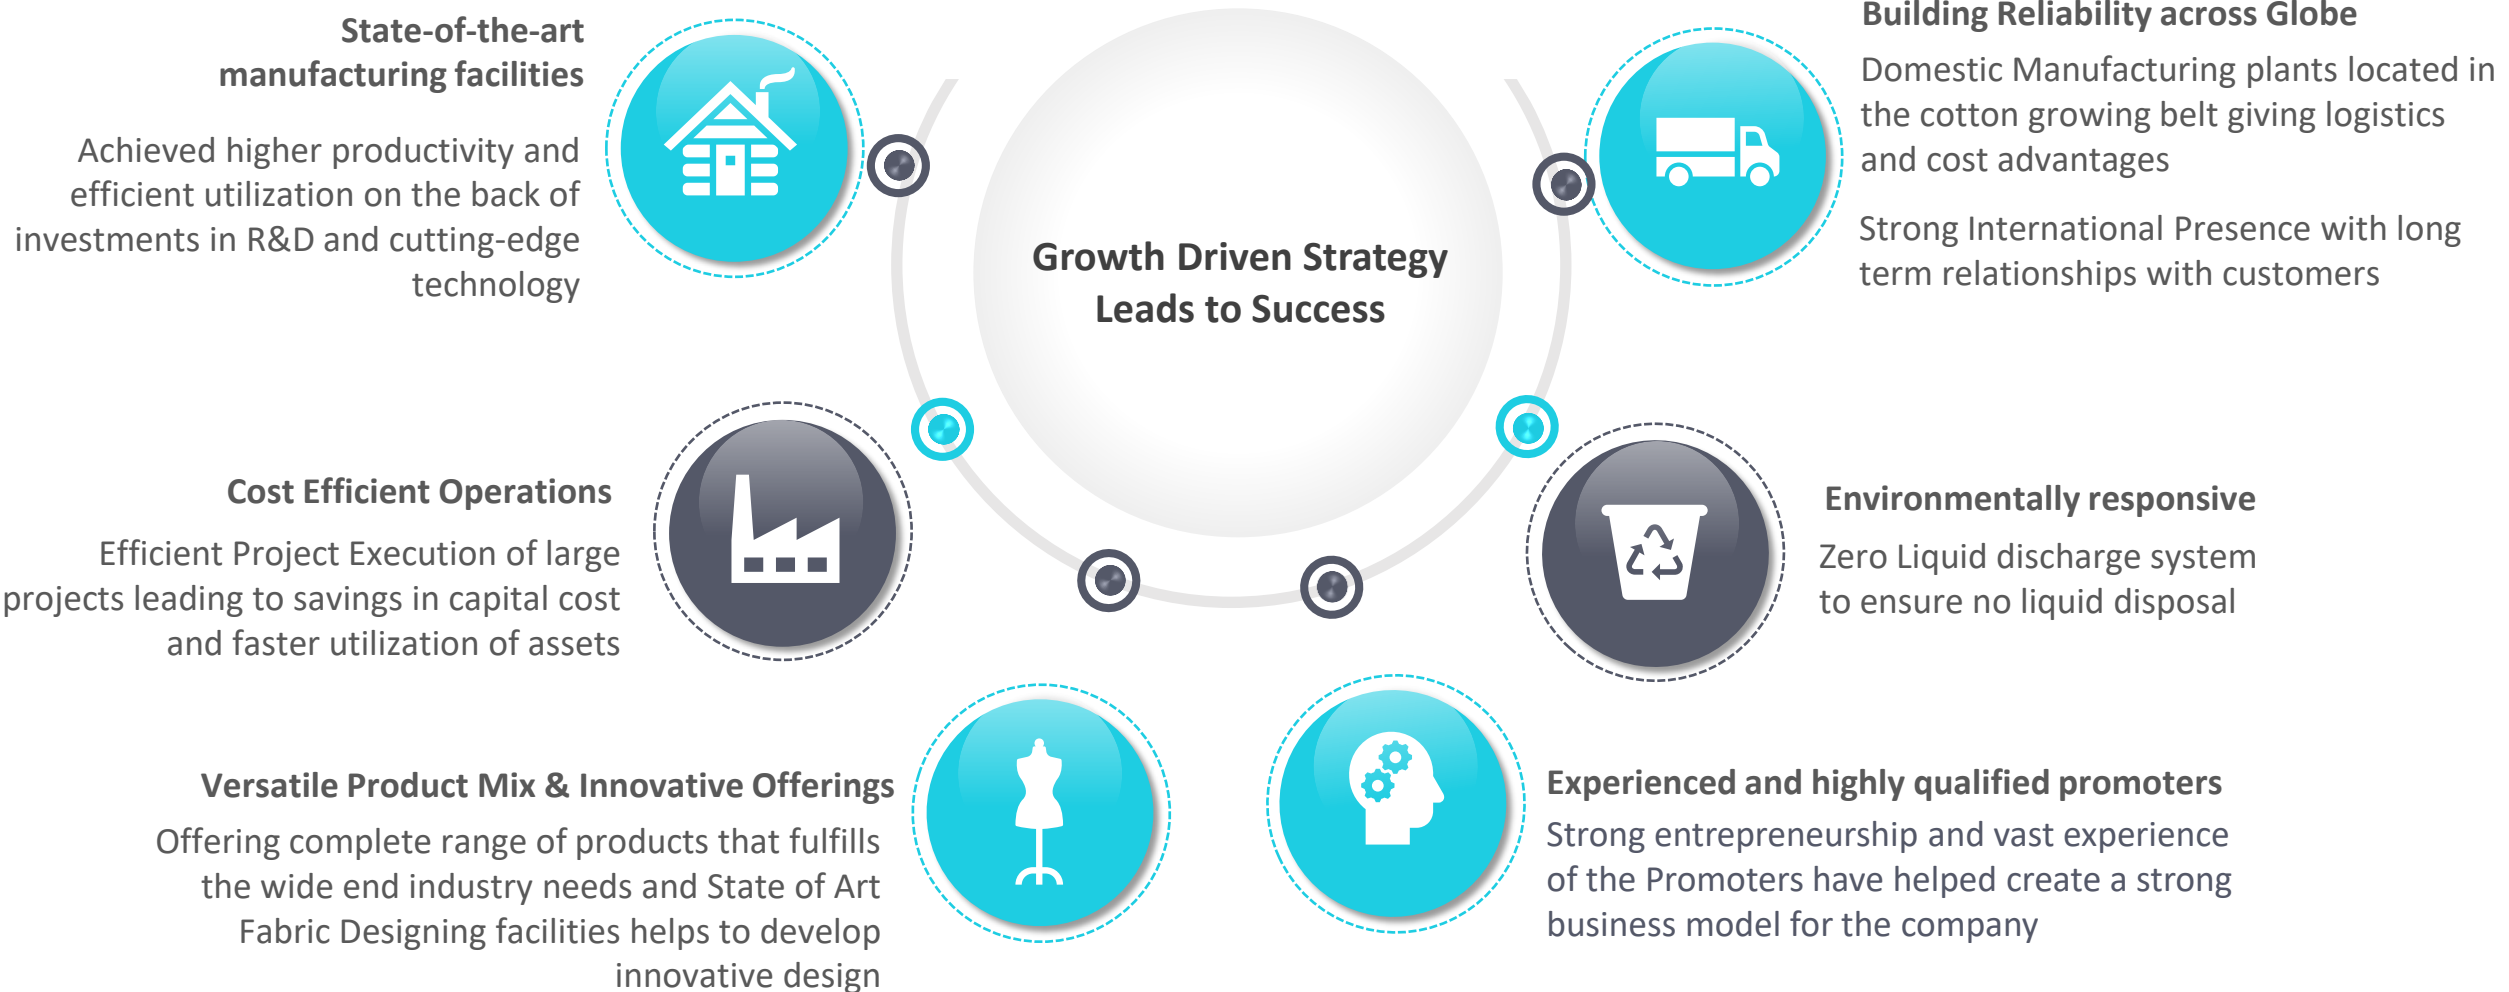 State-of-the-art
manufacturing facilities
Achieved higher productivity and
efficient utilization on the back of
investments in R&D and cutting-edge
technology
Cost Efficient Operations
Efficient Project Execution of large
projects leading to savings in capital cost
and faster utilization of assets
Versatile Product Mix & Innovative Offerings
Offering complete range of products that fulfills
the wide end industry needs and State of Art
Fabric Designing facilities helps to develop
innovative design
Growth Driven Strategy
Leads to Success
Building Reliability across Globe
Domestic Manufacturing plants located in
the cotton growing belt giving logistics
and cost advantages
Strong International Presence with long
term relationships with customers
Environmentally responsive
Zero Liquid discharge system
to ensure no liquid disposal
Experienced and highly qualified promoters
Strong entrepreneurship and vast experience
of the Promoters have helped create a strong
business model for the company